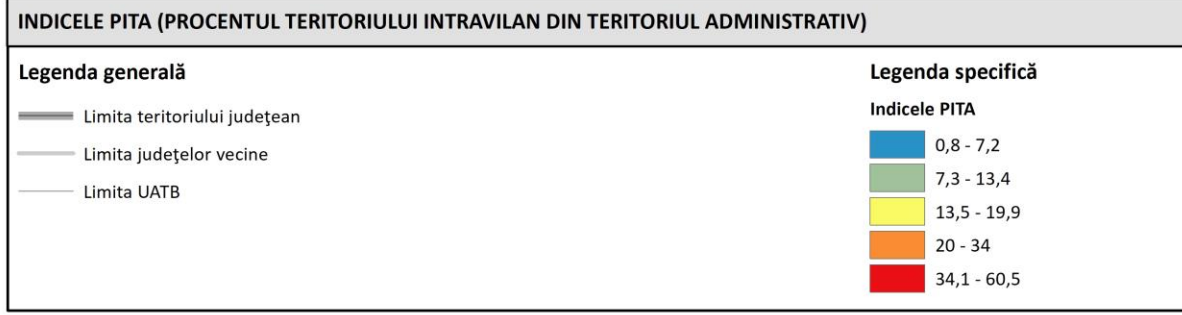 INDICELE PITA (PROCENTUL TERITORIULUI INTRAVILAN DIN TERITORIUL ADMINISTRATIV)
Legenda generală
Limita teritoriului judeţean
Limita judeţelor vecine
Limita UATB
Legenda specifică
Indicele PITA
0,8 - 7,2
7,3 - 13,4
13,5 - 19,9
20 - 34
34,1 - 60,5